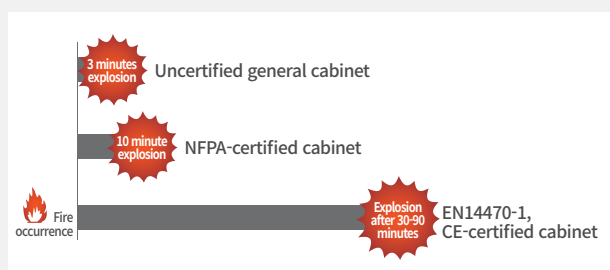 3 minutes
explosion
Uncertified general cabinet
10 minute
explosion
NFPA-certified cabinet
Fire
occurrence
Explosion
after 30-90
minutes
EN14470-1,
CE-certified cabinet